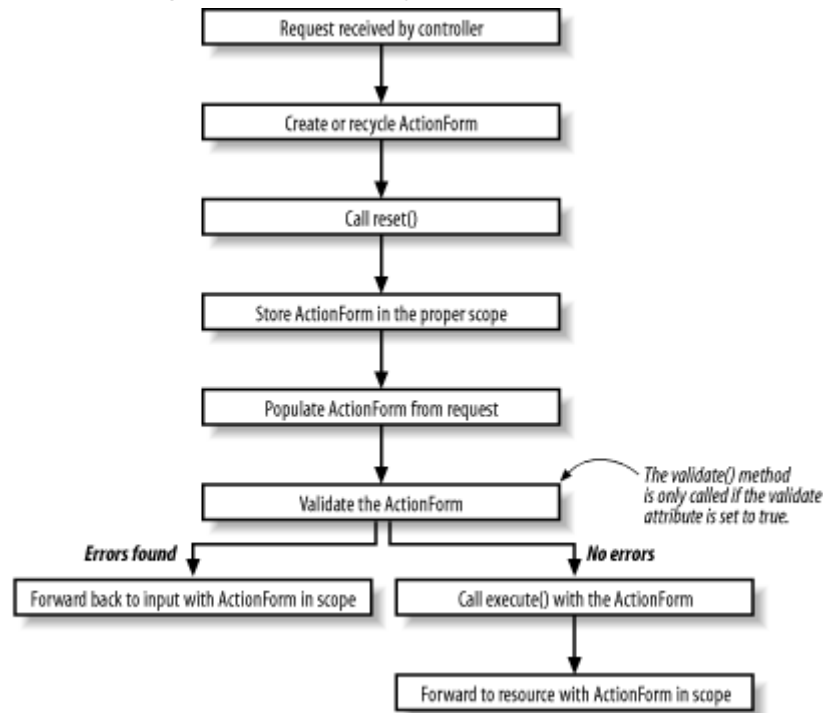 Request received by controller
Create or recycle ActionForm
Call reset()
Store ActionForm in the proper scope
Populate ActionForm from request
Validate the ActionForm
The validate() method
is only called if the validate
attribute is set to true.
Errors found
No errors
Forward back to input with ActionForm in scope
Call execute() with the ActionForm
Forward to resource with ActionForm in scope